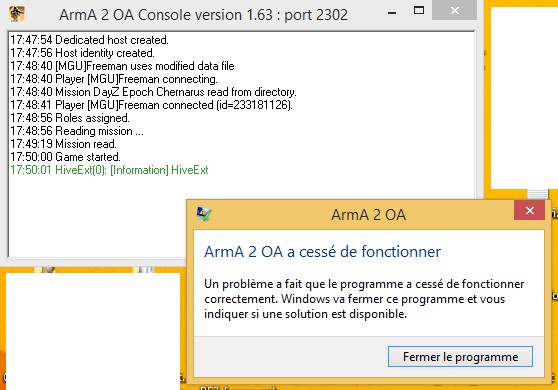 ArmA 2 OA Console version 1.63 : port 2302
17:47:54 Dedicated host created.
17:47:56 Host identity created.
17:48:40 [MGU]Freeman uses modified data file
17:48:40 Player [MGU]Freeman connecting.
17:48:40 Mission DayZ Epoch Chernarus read from directory.
17:48:41 Player [MGU]Freeman connected (id=233181126).
17:48:56 Roles assigned.
17:48:56 Reading mission ...
17:49:19 Mission read.
17:50:00 Game started.
17:50:01 HiveExt(0): [Information] HiveExt
ArmA 2 OA
ArmA 2 OA a cessé de fonctionner
Un problème a fait que le programme a cessé de fonctionner
correctement. Windows va fermer ce programme et vous
indiquer si une solution est disponible.
Fermer le programme